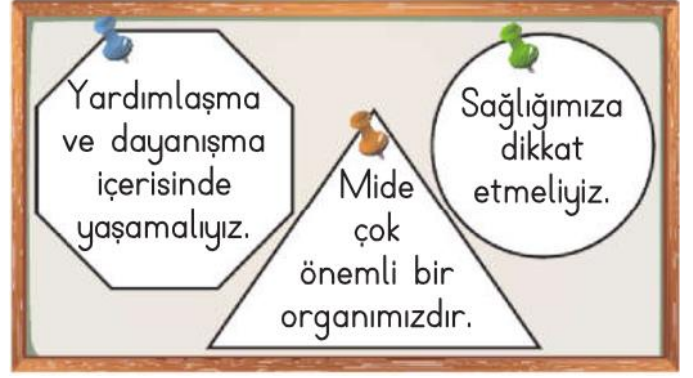 Yardımlaşma
ve dayanışma
içerisinde
yaşamalıyız.
Mide
çok
önemli bir
organımızdır.
Sağlığımıza
dikkat
etmeliyiz.